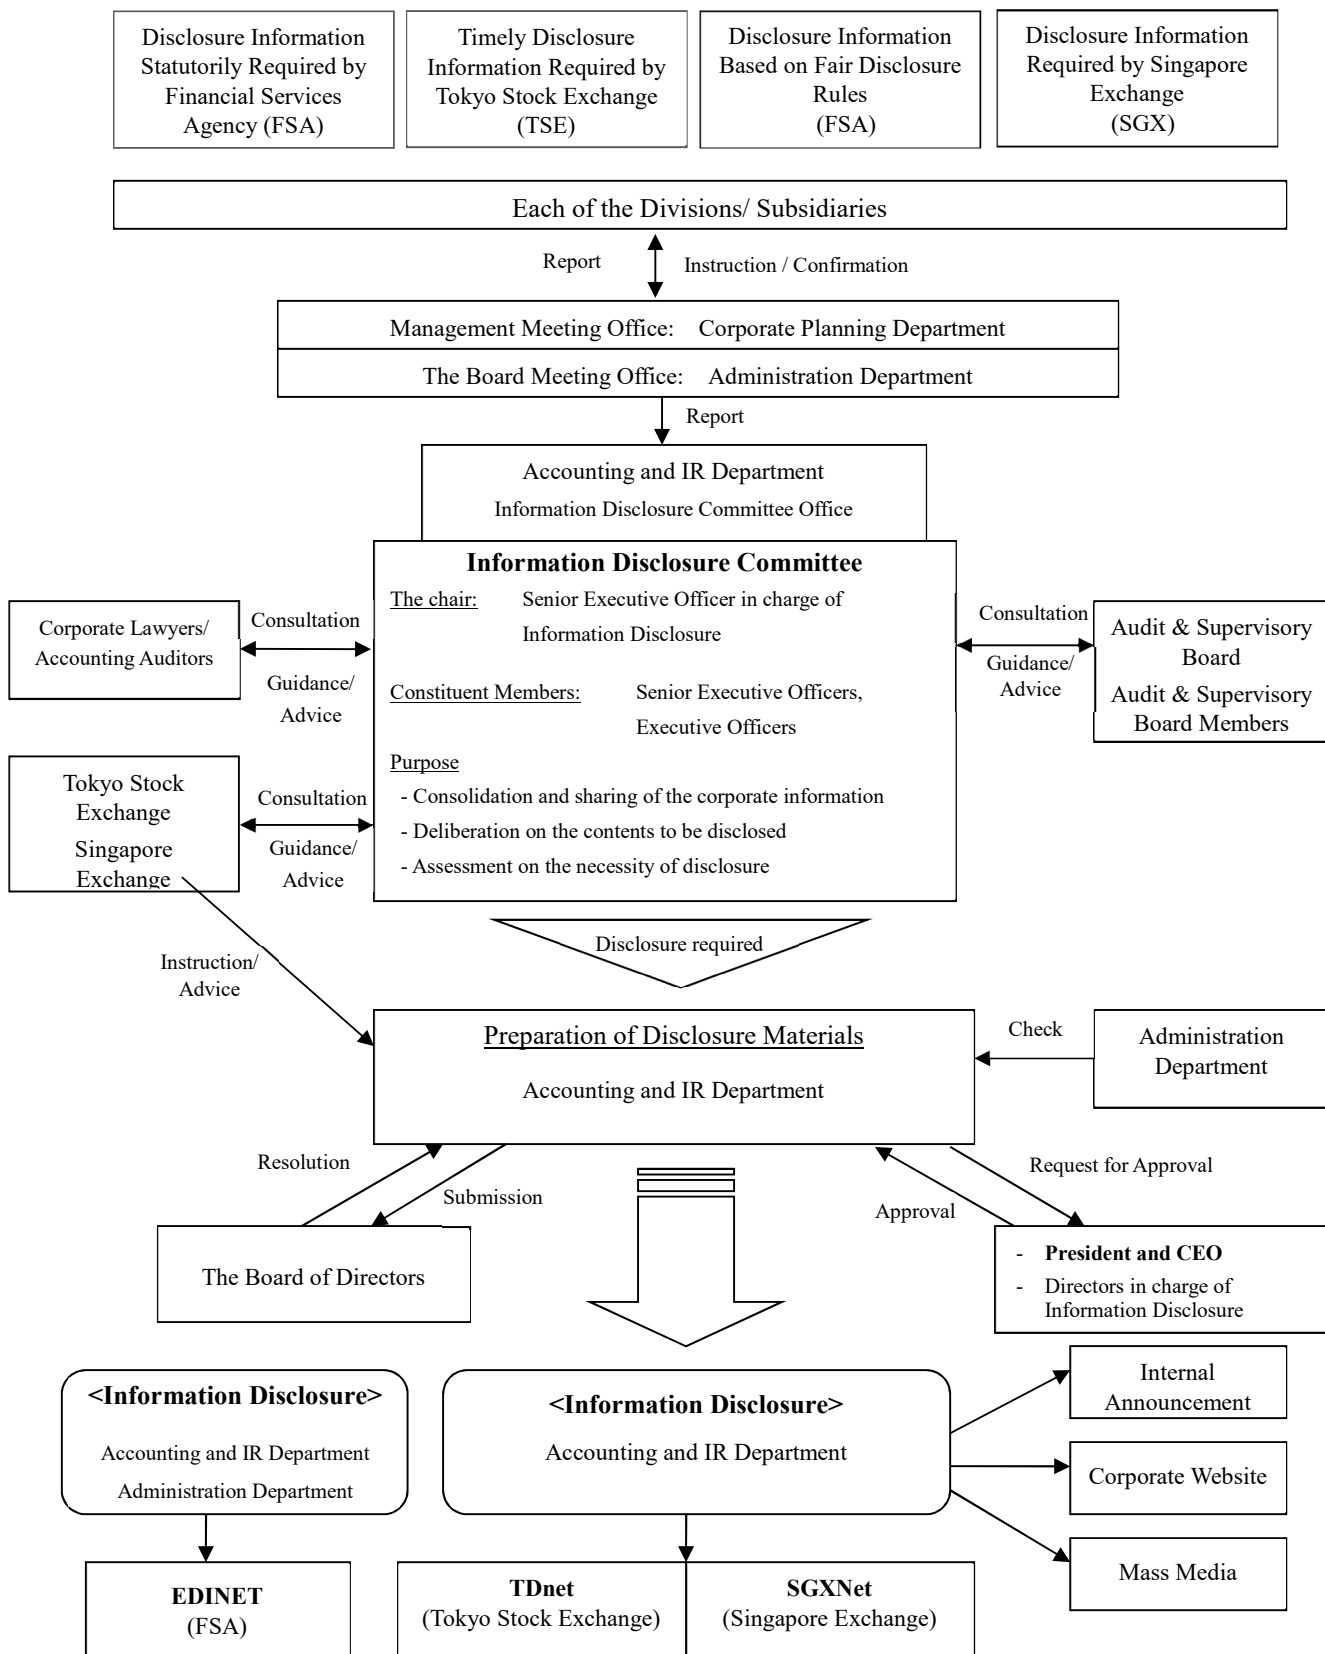 Disclosure Information
Statutorily Required by
Financial Services
Agency (FSA)
Timely Disclosure
Information Required by
Tokyo Stock Exchange
(TSE)
Disclosure Information
Based on Fair Disclosure
Rules
(FSA)
Disclosure Information
Required by Singapore
Exchange
(SGX)
Each of the Divisions/ Subsidiaries
Report
Instruction / Confirmation
Management Meeting Office: Corporate Planning Department
The Board Meeting Office: Administration Department
Report
Accounting and IR Department
Information Disclosure Committee Office
Information Disclosure Committee
The chair: Senior Executive Officer in charge of
Information Disclosure
Constituent Members: Senior Executive Officers,
Executive Officers
Purpose
- Consolidation and sharing of the corporate information
- Deliberation on the contents to be disclosed
- Assessment on the necessity of disclosure
Corporate Lawyers/
Accounting Auditors
Consultation
Guidance/
Advice
Consultation
Guidance/
Advice
Audit & Supervisory
Board
Audit & Supervisory
Board Members
Tokyo Stock
Exchange
Singapore
Exchange
Consultation
Guidance/
Advice
Disclosure required
Instruction/
Advice
Preparation of Disclosure Materials
Accounting and IR Department
Check
Administration
Department
Resolution
Submission
Approval
Request for Approval
The Board of Directors
- President and CEO
- Directors in charge of
Information Disclosure
<Information Disclosure>
Accounting and IR Department
Administration Department
<Information Disclosure>
Accounting and IR Department
Internal
Announcement
Corporate Website
Mass Media
EDINET
(FSA)
TDnet
(Tokyo Stock Exchange)
SGXNet
(Singapore Exchange)